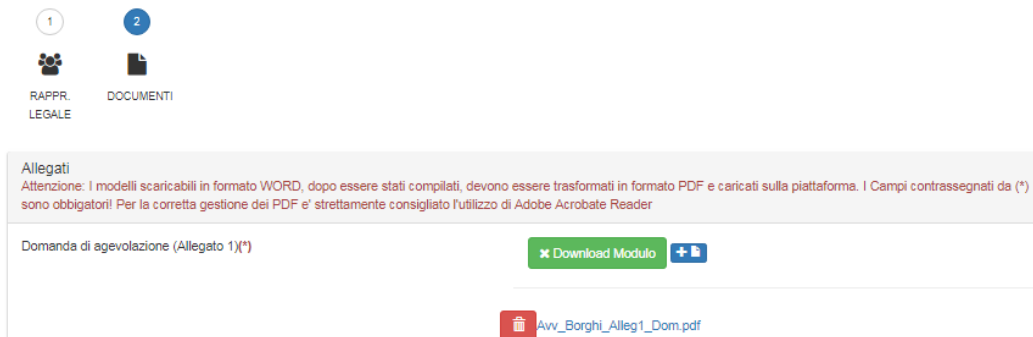 1
2
RAPPR.
LEGALE
DOCUMENTI
Allegati
Attenzione: I modelli scaricabili in formato WORD, dopo essere stati compilati, devono essere trasformati in formato PDF e caricati sulla piattaforma. I Campi contrassegnati da (*)
sono obbligatori! Per la corretta gestione dei PDF e' strettamente consigliato l'utilizzo di Adobe Acrobate Reader
Domanda di agevolazione (Allegato 1)(*)
Download Modulo
Avv_Borghi_Alleg1_Dom.pdf